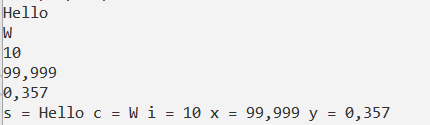 Hello
W
10
99,999
0,357
s = Hello c = W i = 10 x = 99,999 y = 0,357